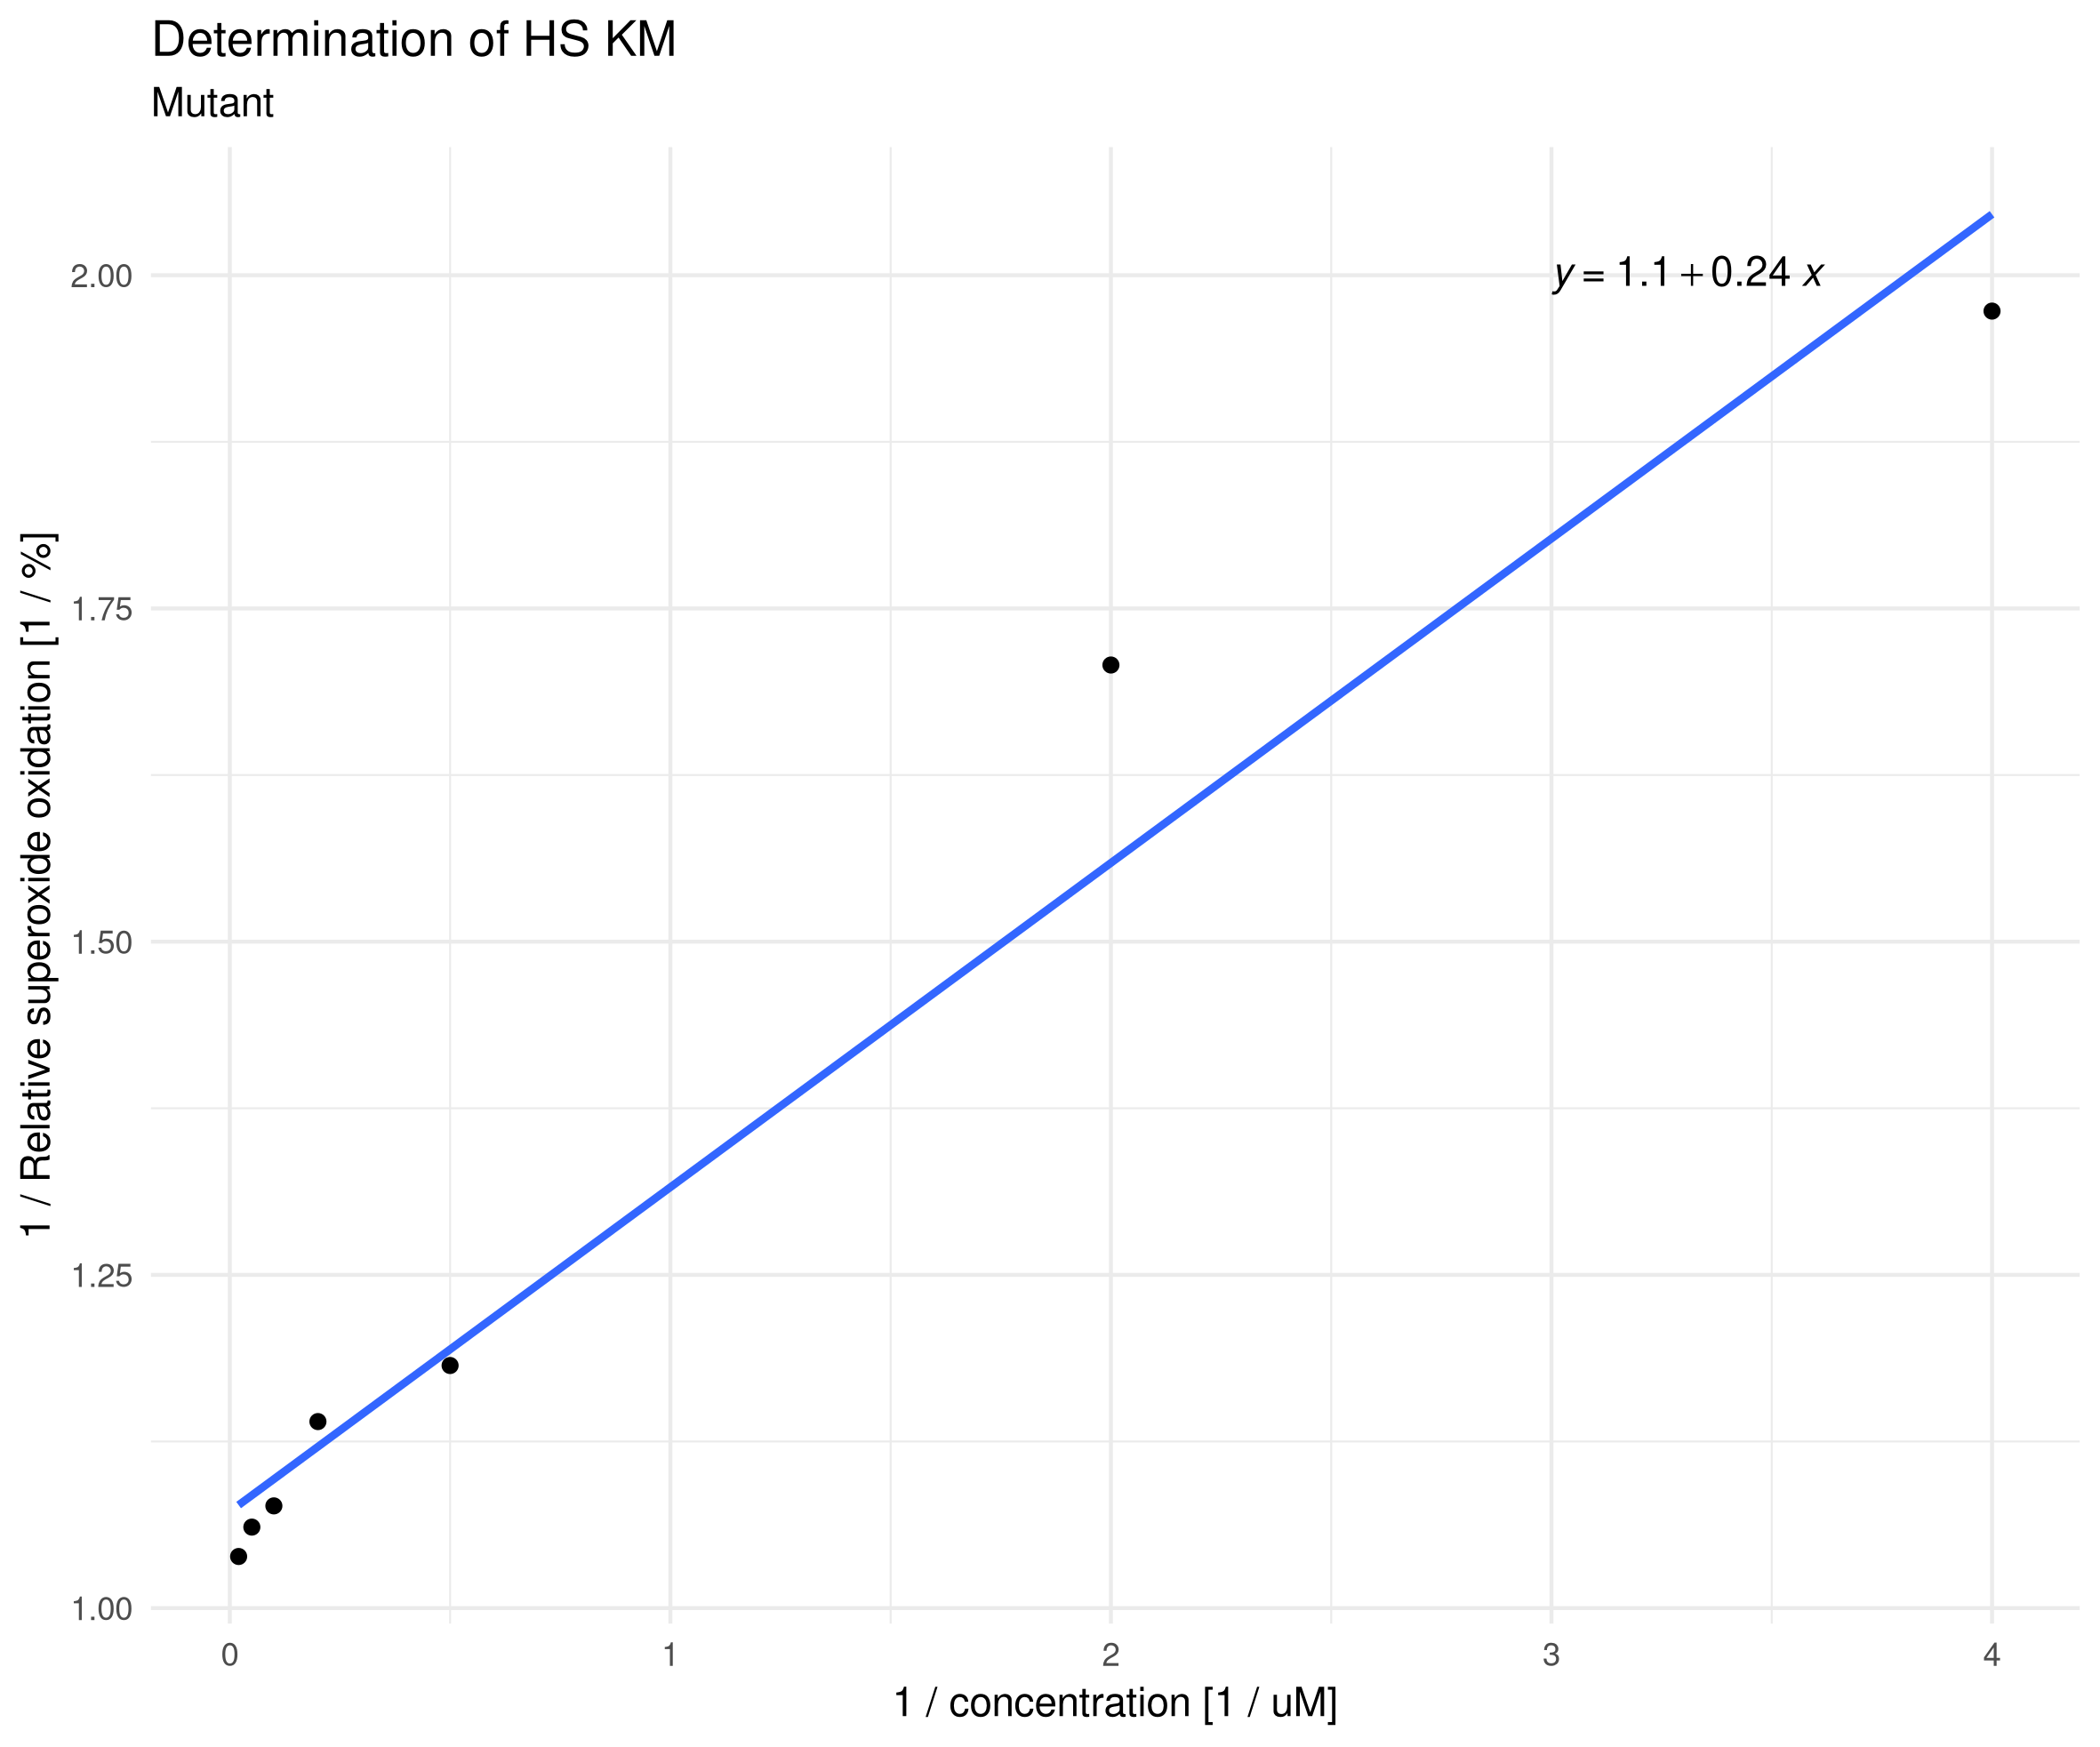 Determination of HS KM
Mutant
y = 1.1 + 0.24 x
2.00
1.75
1.50
1.25
1.00
1 / Relative superoxide oxidation [1 / %]
0 1 2 3 4
1 / concentration [1 / uM]